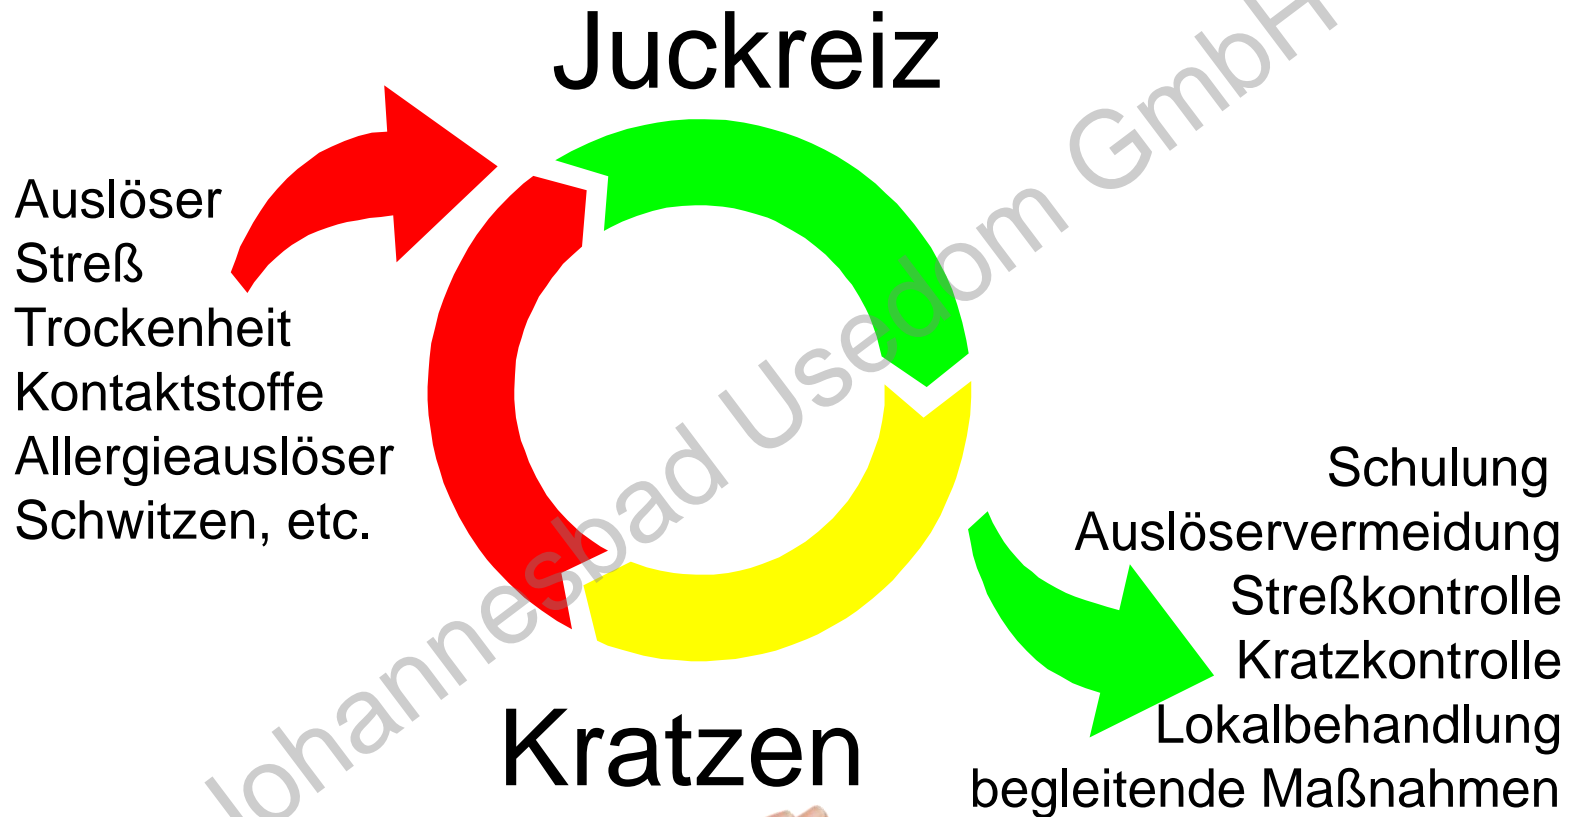 Juckreiz
Auslöser
Streß
Trockenheit
Kontaktstoffe
Allergieauslöser
Schwitzen, etc.
Schulung
Auslöservermeidung
Streßkontrolle
Kratzkontrolle
Lokalbehandlung
begleitende Maßnahmen
Kratzen
Johannesbad Usedom GmbH